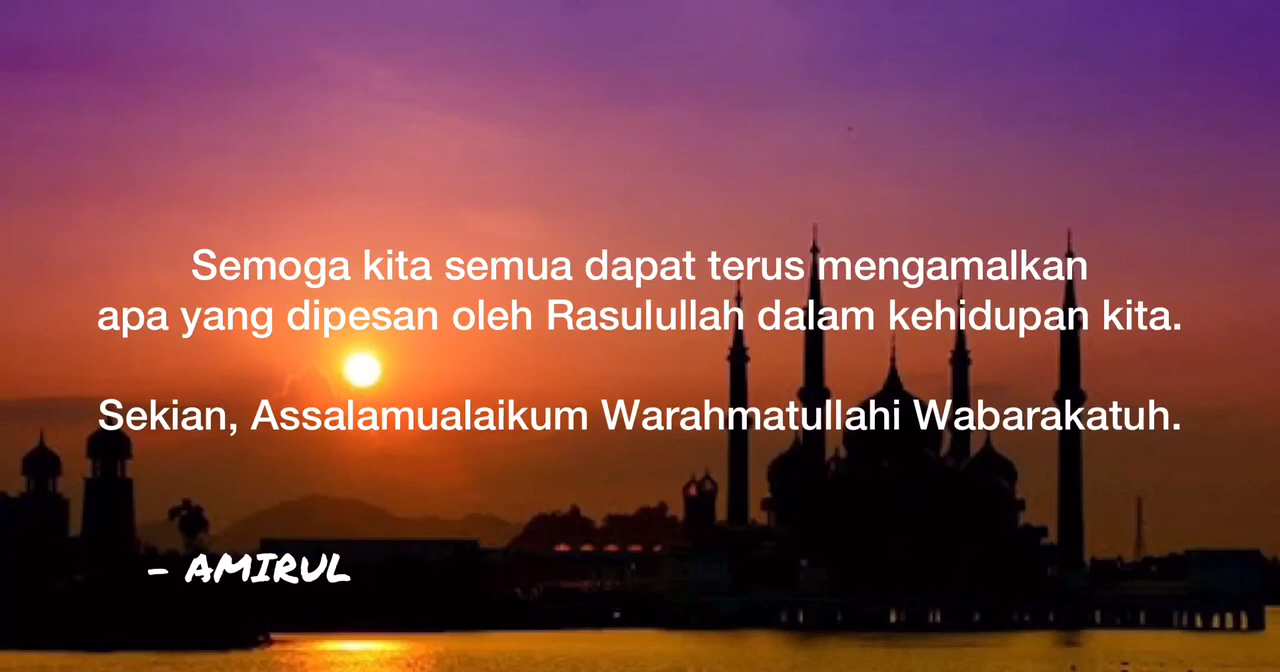 Semoga kita semua dapat terus mengamalkan
apa yang dipesan oleh Rasulullah dalam kehidupan kita.
Sekian, Assalamualaikum Warahmatullahi Wabarakatuh.
- AMIRUL